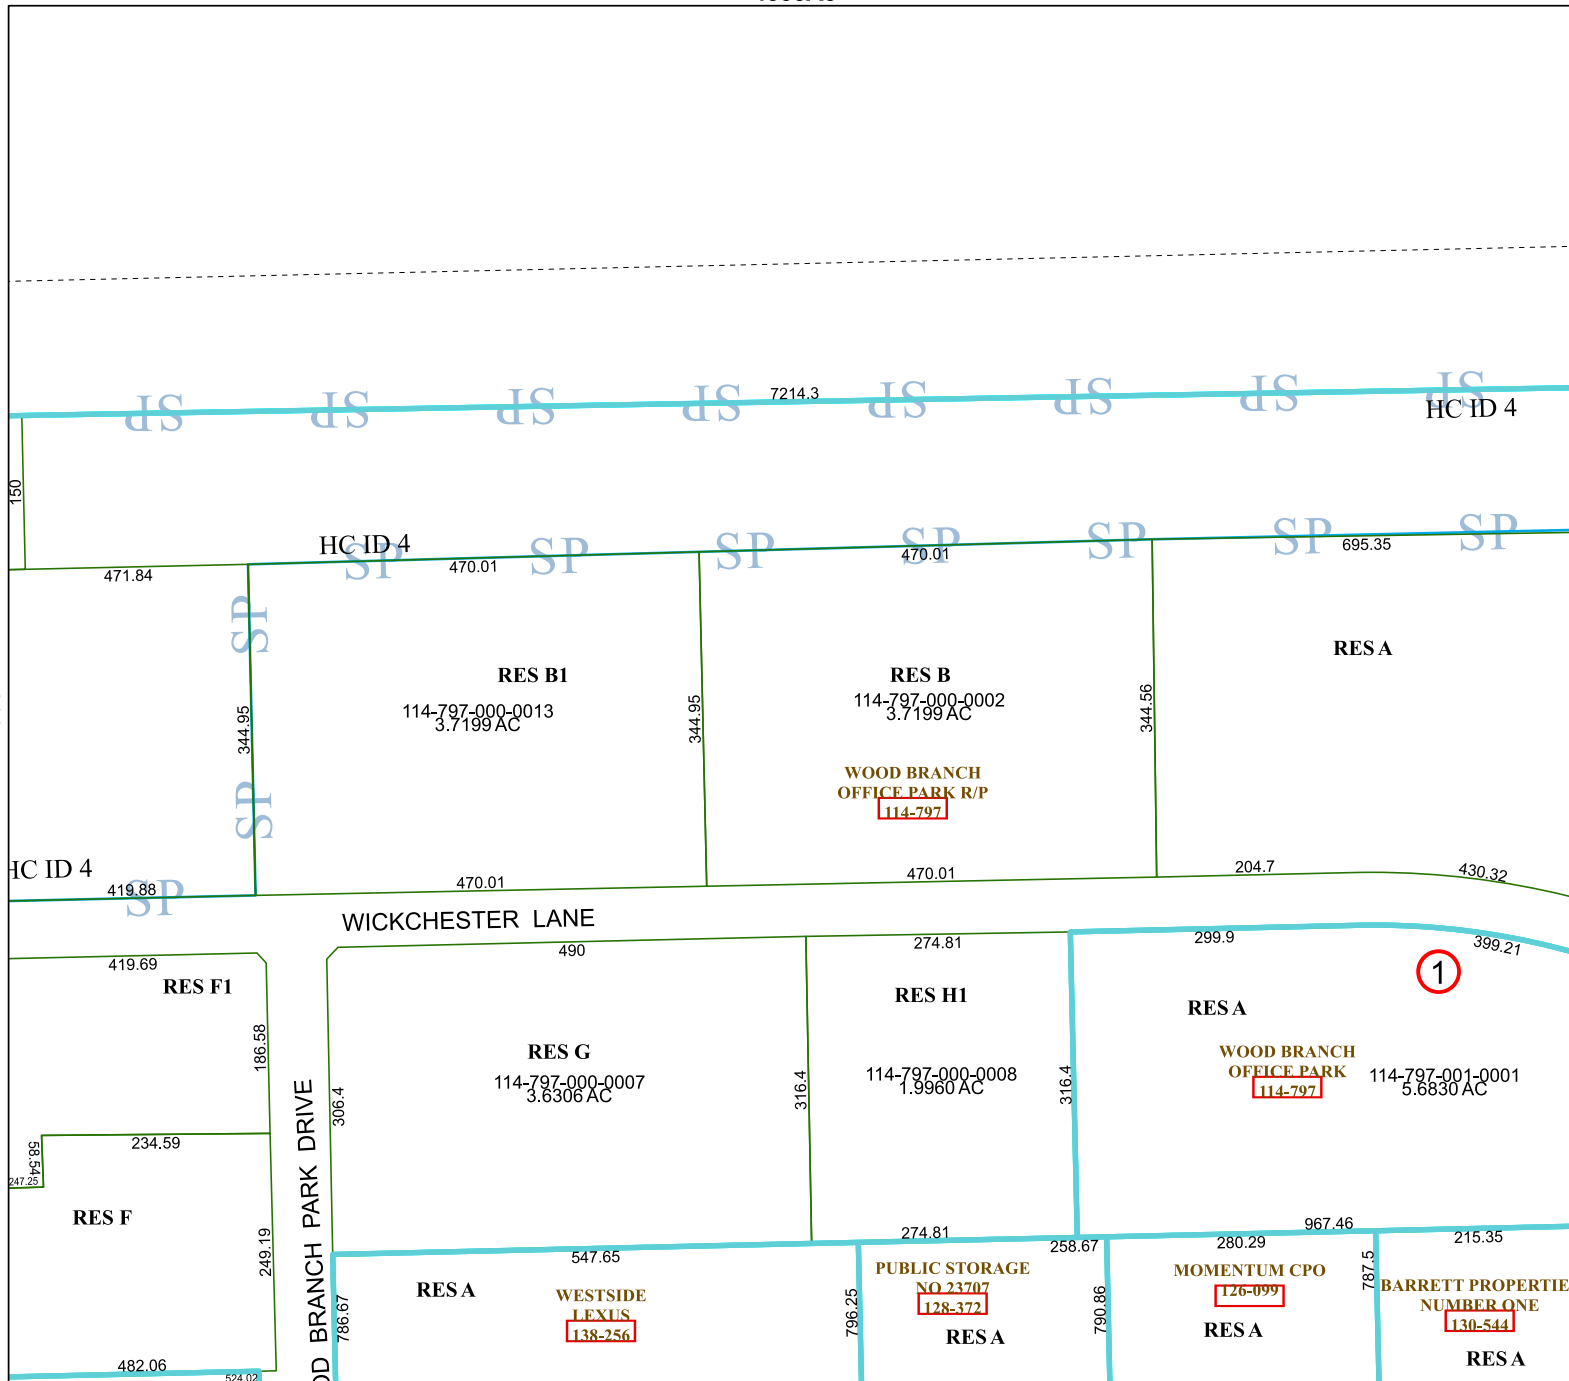 SP SP SP SP 7214.3 SP SP SP SP
HC ID 4
150
HC ID 4
SP SP SP SP SP SP SP
471.84
470.01
470.01
695.35
SP
344.95
RES B1
114-797-000-0013
3.7199 AC
344.95
RES B
114-797-000-0002
3.7199 AC
344.56
RES A
WOOD BRANCH
OFFICE PARK R/P
114-797
SP
HC ID 4
419.88
SP
470.01
470.01
204.7
430.32
WICKCHESTER LANE
419.69
490
274.81
299.9
399.21
1
RES F1
186.58
RES G
114-797-000-0007
3.6306 AC
306.4
316.4
RES H1
114-797-000-0008
1.9960 AC
316.4
RES A
WOOD BRANCH
OFFICE PARK
114-797
114-797-001-0001
5.6830 AC
58.54
234.59
247.25
RES F
249.19
OD BRANCH PARK DRIVE
547.65
274.81
258.67
280.29
967.46
215.35
786.67
RES A
WESTSIDE
LEXUS
138-256
796.25
PUBLIC STORAGE
NO 23707
128-372
RES A
790.86
MOMENTUM CPO
126-099
RES A
787.5
BARRETT PROPERTIE
NUMBER ONE
130-544
RES A
482.06
524.02